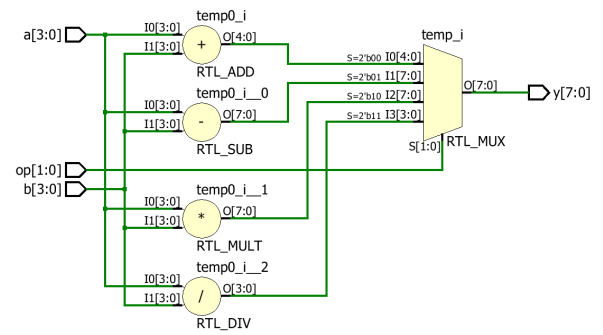 temp0_i
a[3:0]
I0[3:0]
I1[3:0]
+
O[4:0]
RTL_ADD
temp0_i__0
I0[3:0]
I1[3:0]
-
O[7:0]
RTL_SUB
temp_i
S=2'b00 I0[4:0]
S=2'b01 I1[7:0]
S=2'b10 I2[7:0]
S=2'b11 I3[3:0]
S[1:0]
O[7:0]
RTL_MUX
y[7:0]
op[1:0]
b[3:0]
temp0_i__1
I0[3:0]
I1[3:0]
*
O[7:0]
RTL_MULT
temp0_i__2
I0[3:0]
I1[3:0]
/
O[3:0]
RTL_DIV